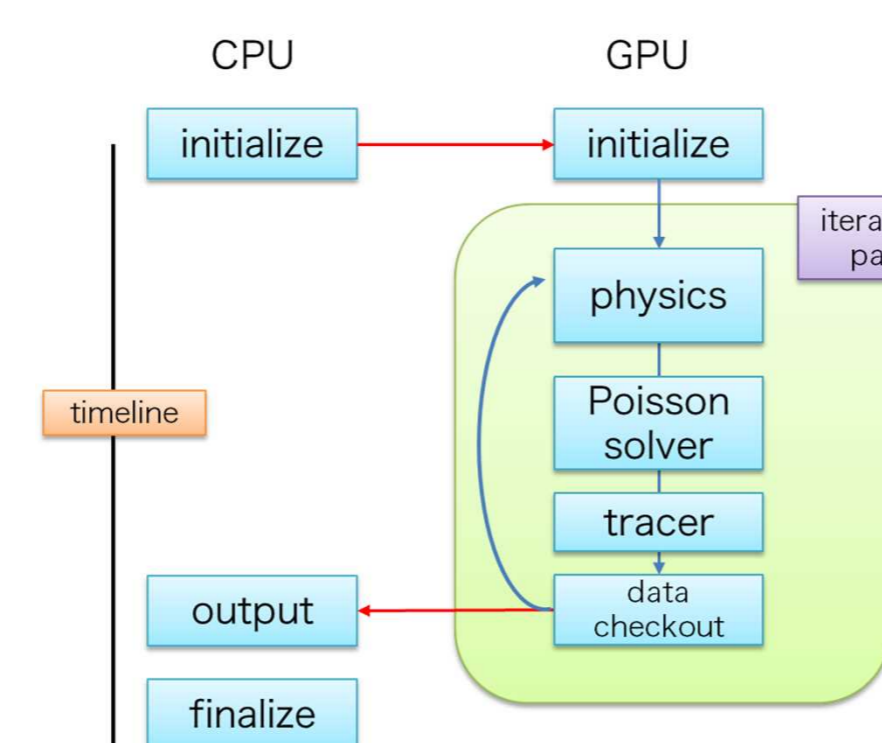 CPU
GPU
initialize
initialize
physics
timeline
Poisson
solver
tracer
data
checkout
output
finalize